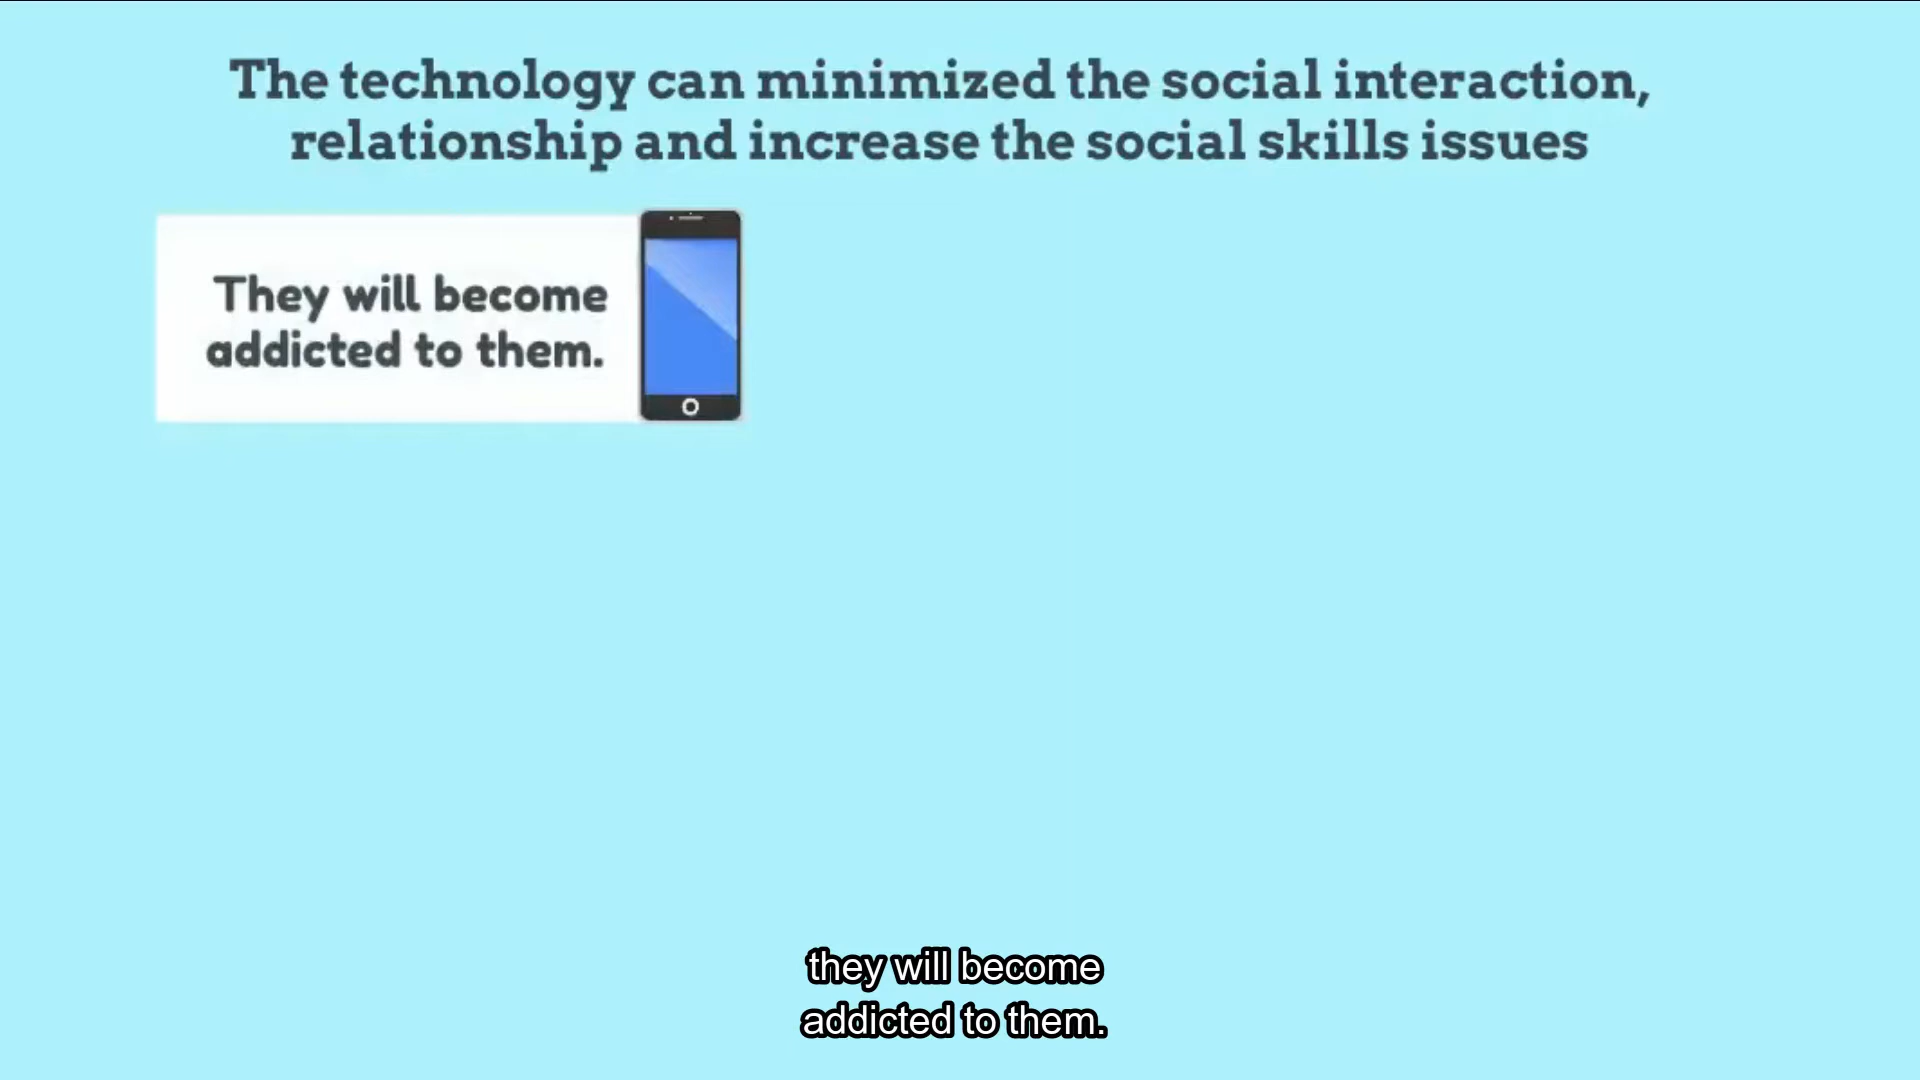 The technology can minimized the social interaction,
relationship and increase the social skills issues
They will become
addicted to them.
they will become
addicted to them.